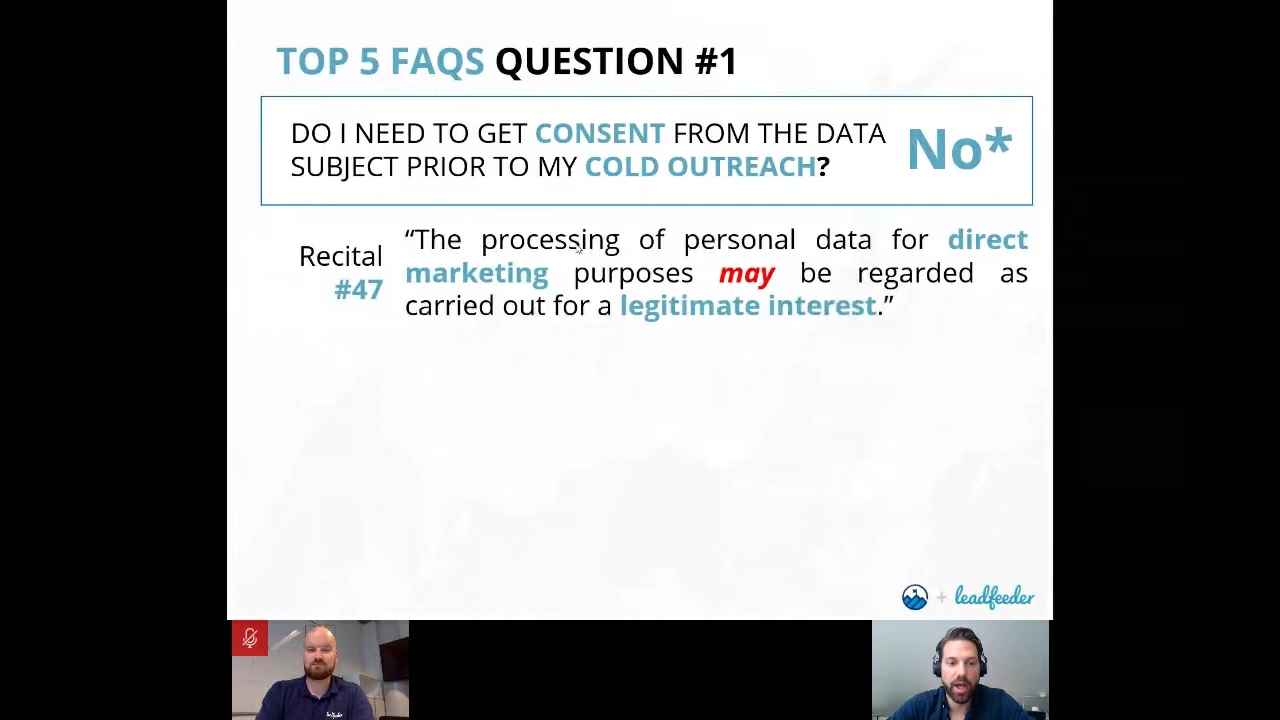 TOP 5 FAQS QUESTION #1
DO I NEED TO GET CONSENT FROM THE DATA
SUBJECT PRIOR TO MY COLD OUTREACH?
No*
Recital
#47
“The processing of personal data for direct
marketing purposes may be regarded as
carried out for a legitimate interest.”
+ leadfeeder